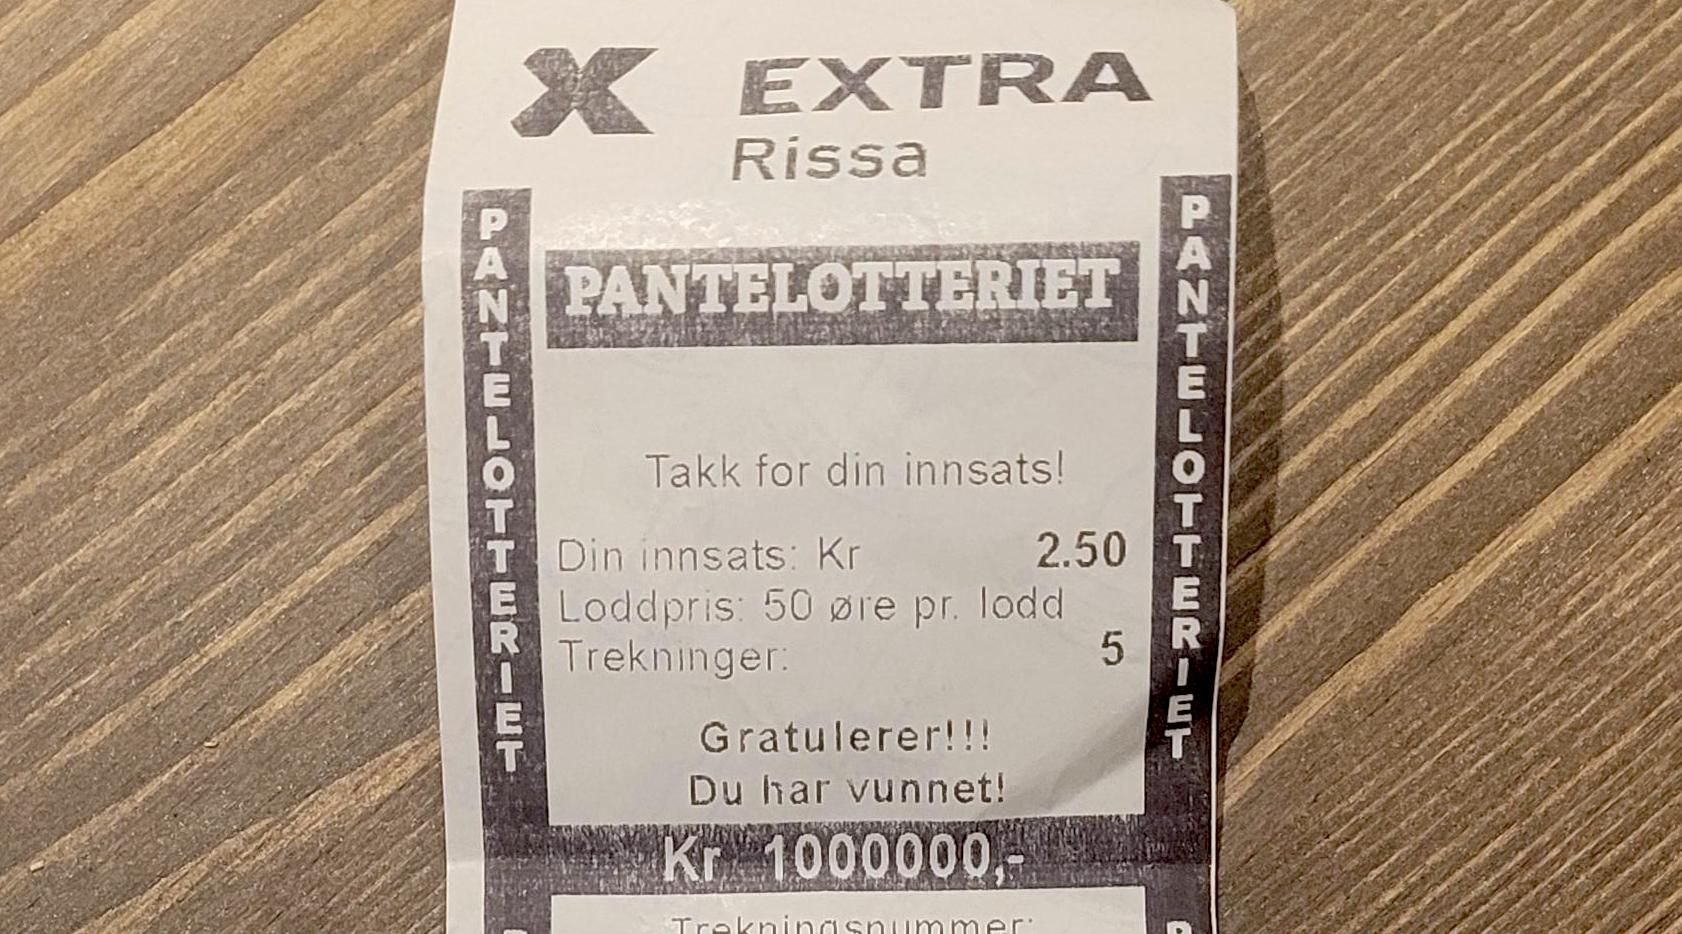 X EXTRA
Rissa
PANTELOTTERIET
PANTELOTTERIET
PANTELOTTERIET
Takk for din innsats!
Din innsats: Kr 2.50
Loddpris: 50 øre pr. lodd
Trekninger: 5
Gratulerer!!!
Du har vunnet!
Kr 1000000,-
Trekningsnummer:
P P